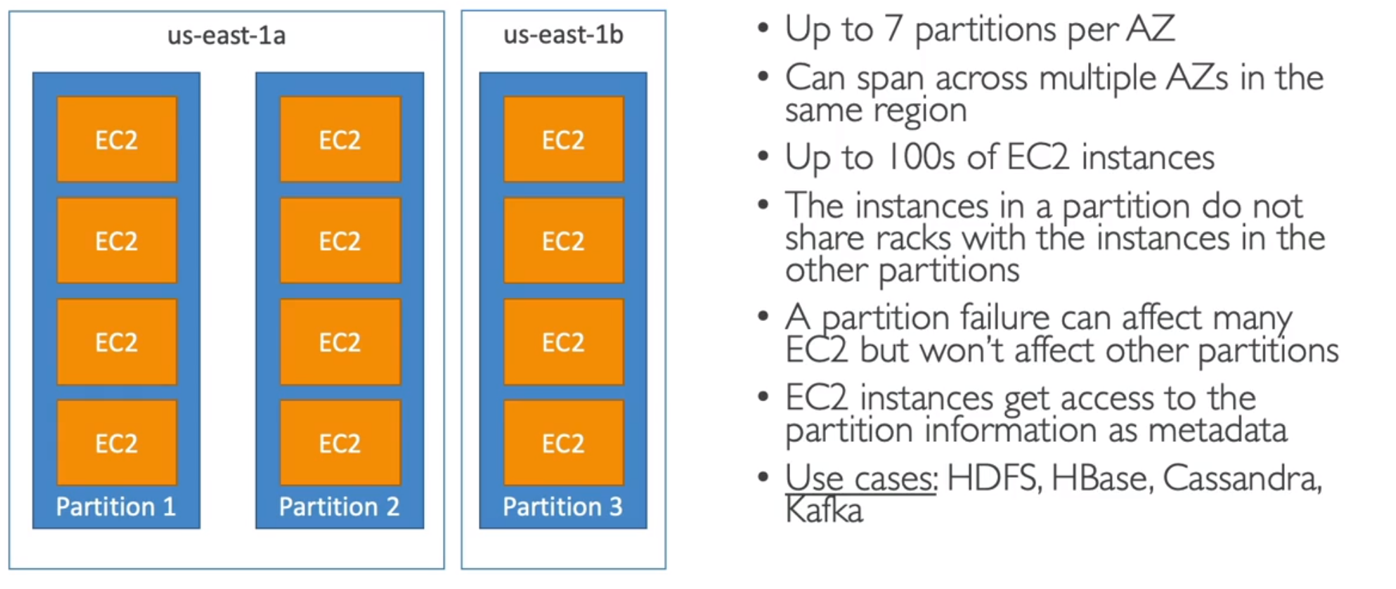 us-east-1a
EC2
EC2
EC2
EC2
Partition 1
EC2
EC2
EC2
EC2
Partition 2
us-east-1b
EC2
EC2
EC2
EC2
Partition 3
• Up to 7 partitions per AZ
• Can span across multiple AZs in the
same region
• Up to 100s of EC2 instances
• The instances in a partition do not
share racks with the instances in the
other partitions
• A partition failure can affect many
EC2 but won’t affect other partitions
• EC2 instances get access to the
partition information as metadata
• Use cases: HDFS, HBase, Cassandra,
Kafka